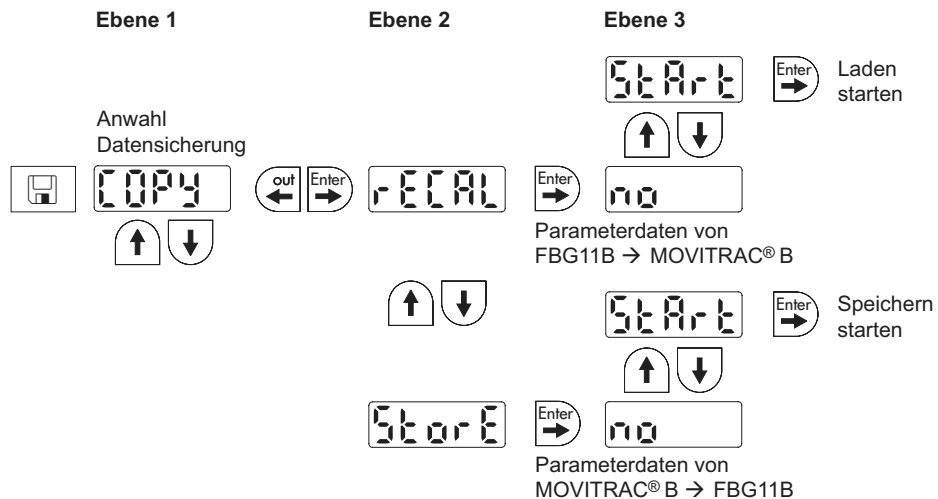 Ebene 1 Ebene 2 Ebene 3
StArt Enter Laden
starten
Anwahl
Datensicherung
COPY out Enter rECAL Enter no
Parameterdaten von
FBG11B → MOVITRAC® B
StArt Enter Speichern
starten
StorE Enter no
Parameterdaten von
MOVITRAC® B → FBG11B